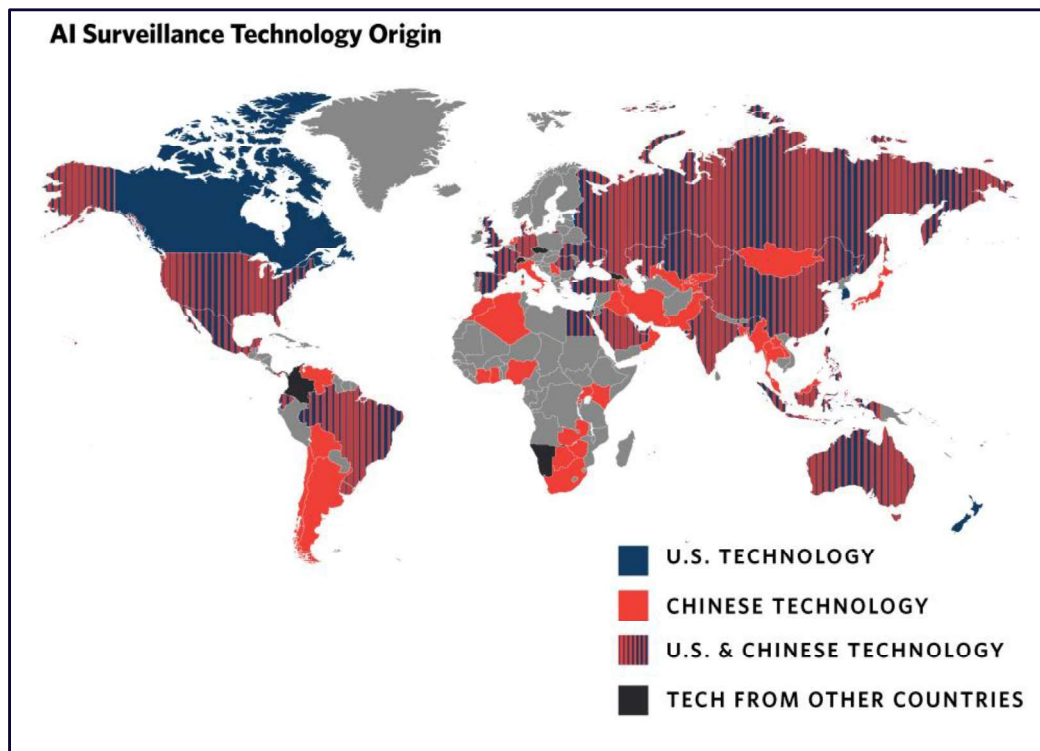 AI Surveillance Technology Origin
U.S. TECHNOLOGY
CHINESE TECHNOLOGY
U.S. & CHINESE TECHNOLOGY
TECH FROM OTHER COUNTRIES